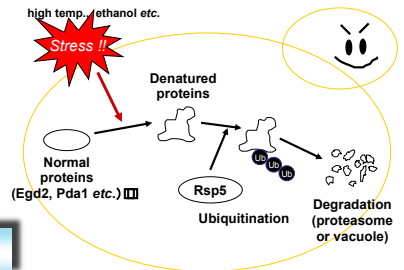 high temp., ethanol etc.
Stress !!
Denatured
proteins
Normal
proteins
(Egd2, Pda1 etc.)
Rsp5
Ub
Ub
Ub
Ubiquitination
Degradation
(proteasome
or vacuole)